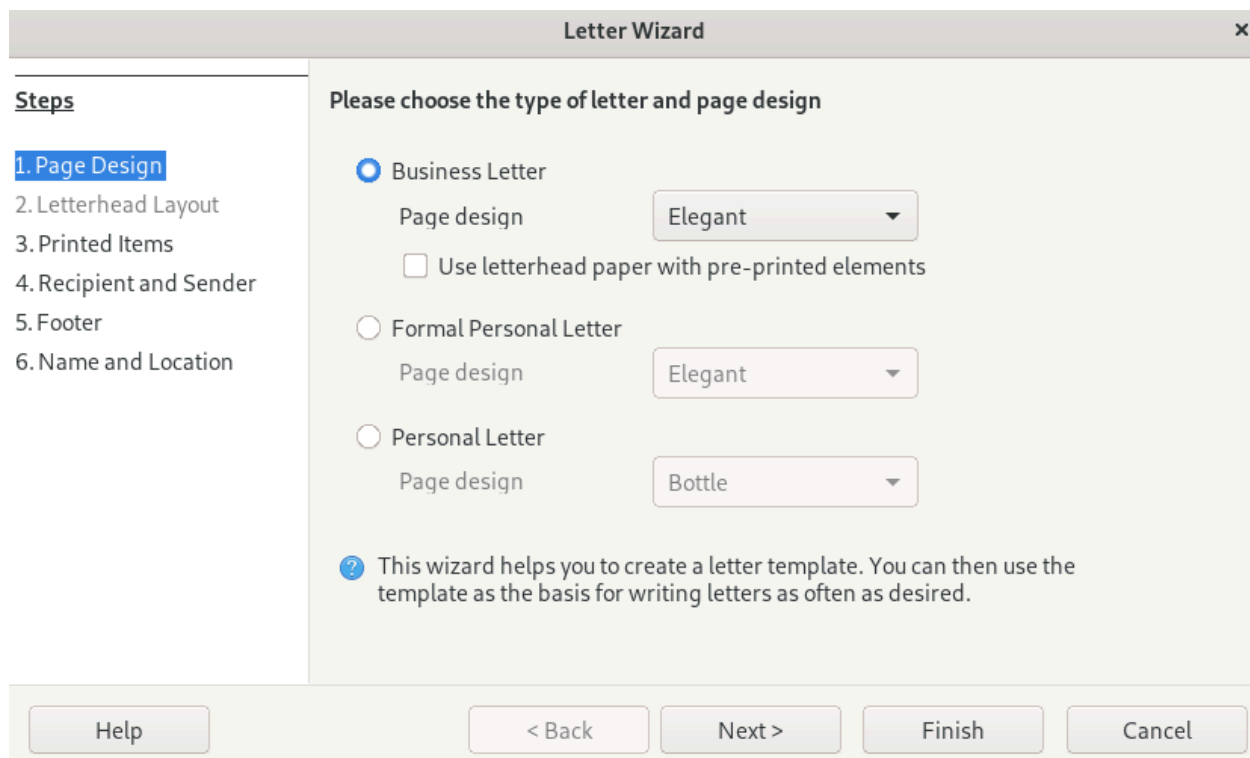 Letter Wizard
×
Steps
1. Page Design
2. Letterhead Layout
3. Printed Items
4. Recipient and Sender
5. Footer
6. Name and Location
Please choose the type of letter and page design
Business Letter
Page design Elegant
Use letterhead paper with pre-printed elements
Formal Personal Letter
Page design Elegant
Personal Letter
Page design Bottle
? This wizard helps you to create a letter template. You can then use the
template as the basis for writing letters as often as desired.
Help < Back Next > Finish Cancel